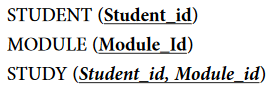 STUDENT (Student_id)
MODULE (Module_Id)
STUDY (Student_id, Module_id)